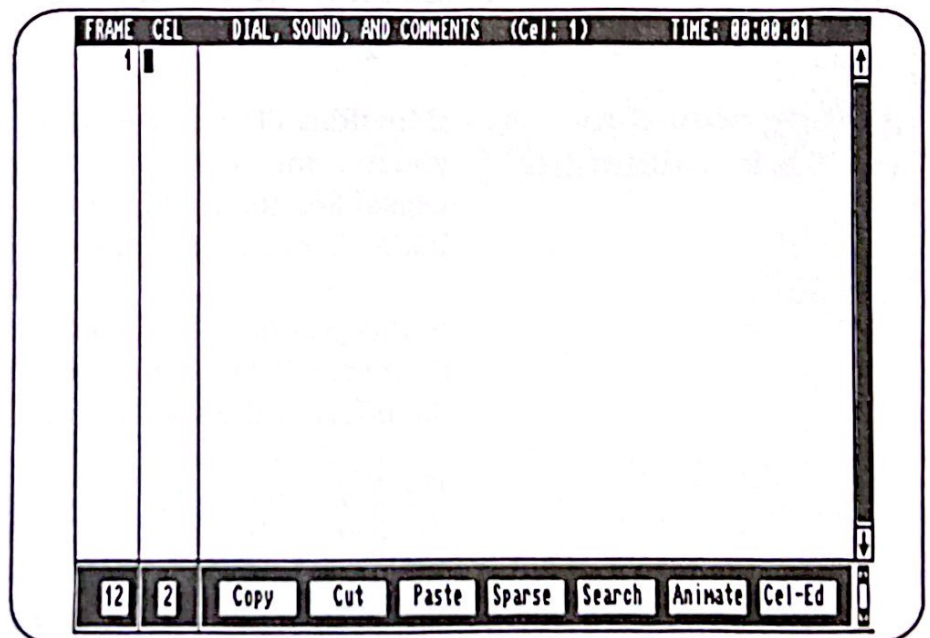 FRAME CEL DIAL, SOUND, AND COMMENTS (Cel: 1) TIME: 00:00.01
1
12 2 Copy Cut Paste Sparse Search Animate Cel-Ed